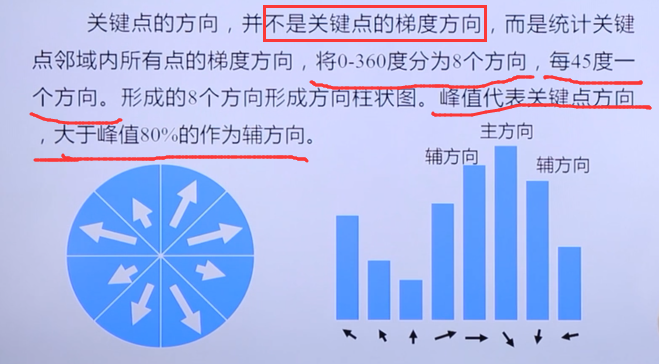 关键点的方向，并不是关键点的梯度方向，而是统计关键
点邻域内所有点的梯度方向，将0-360度分为8个方向，每45度一
个方向。形成的8个方向形成方向柱状图。峰值代表关键点方向
，大于峰值80%的作为辅方向。
主方向
辅方向
辅方向